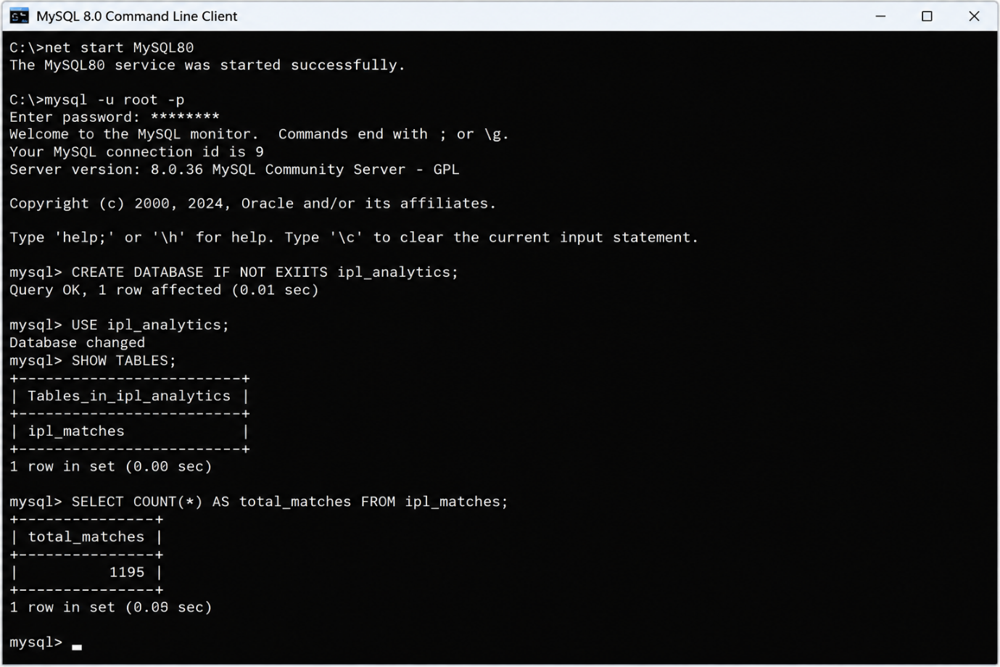 MySQL 8.0 Command Line Client
C:\>net start MySQL80
The MySQL80 service was started successfully.
C:\>mysql -u root -p
Enter password: ********
Welcome to the MySQL monitor.  Commands end with ; or \g.
Your MySQL connection id is 9
Server version: 8.0.36 MySQL Community Server - GPL
Copyright (c) 2000, 2024, Oracle and/or its affiliates.
Type 'help;' or '\h' for help. Type '\c' to clear the current input statement.
mysql> CREATE DATABASE IF NOT EXIITS ipl_analytics;
Query OK, 1 row affected (0.01 sec)
mysql> USE ipl_analytics;
Database changed
mysql> SHOW TABLES;
+-------------------------+
| Tables_in_ipl_analytics |
+-------------------------+
| ipl_matches             |
+-------------------------+
1 row in set (0.00 sec)
mysql> SELECT COUNT(*) AS total_matches FROM ipl_matches;
+---------------+
| total_matches |
+---------------+
|          1195 |
+---------------+
1 row in set (0.05 sec)
mysql>